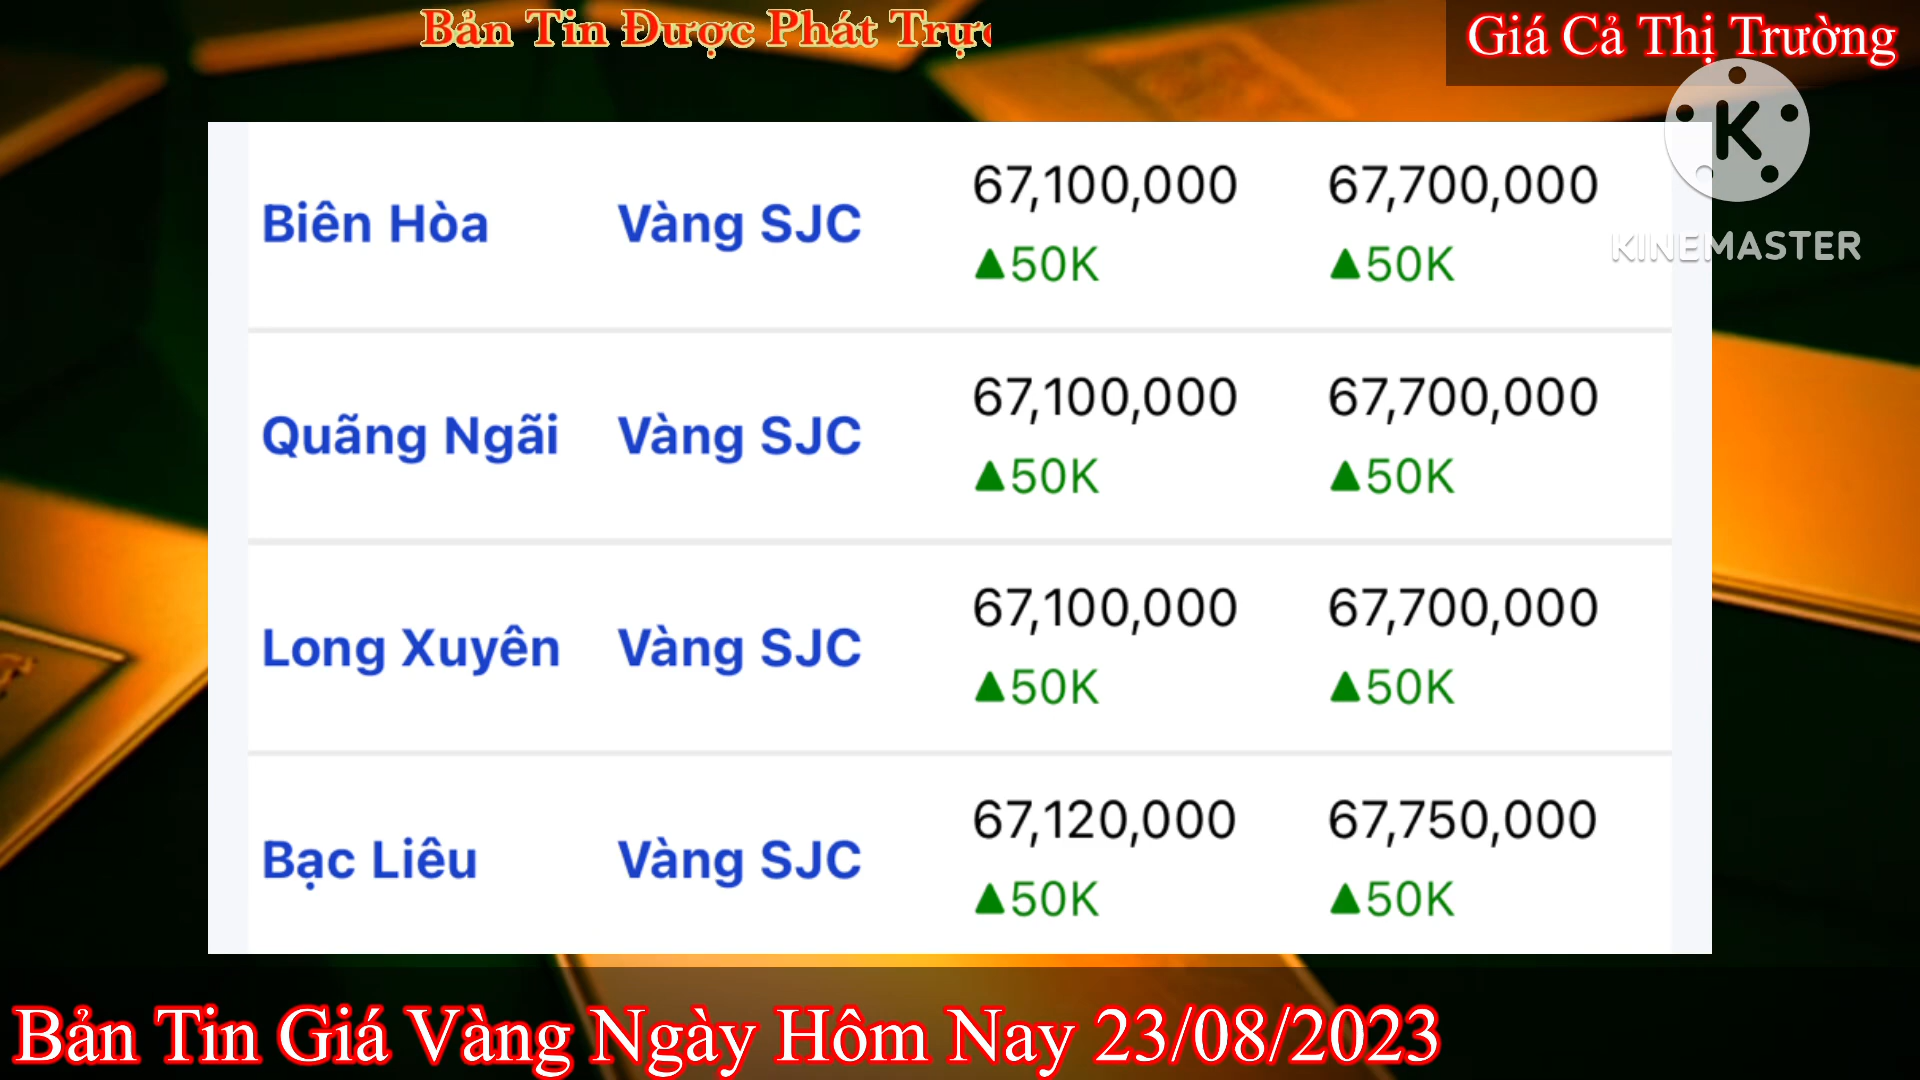 Bản Tin Được Phát Trực
Giá Cả Thị Trường
K
KINEMASTER
67,100,000 67,700,000
Biên Hòa Vàng SJC
▲50K ▲50K
67,100,000 67,700,000
Quãng Ngãi Vàng SJC
▲50K ▲50K
67,100,000 67,700,000
Long Xuyên Vàng SJC
▲50K ▲50K
67,120,000 67,750,000
Bạc Liêu Vàng SJC
▲50K ▲50K
Bản Tin Giá Vàng Ngày Hôm Nay 23/08/2023